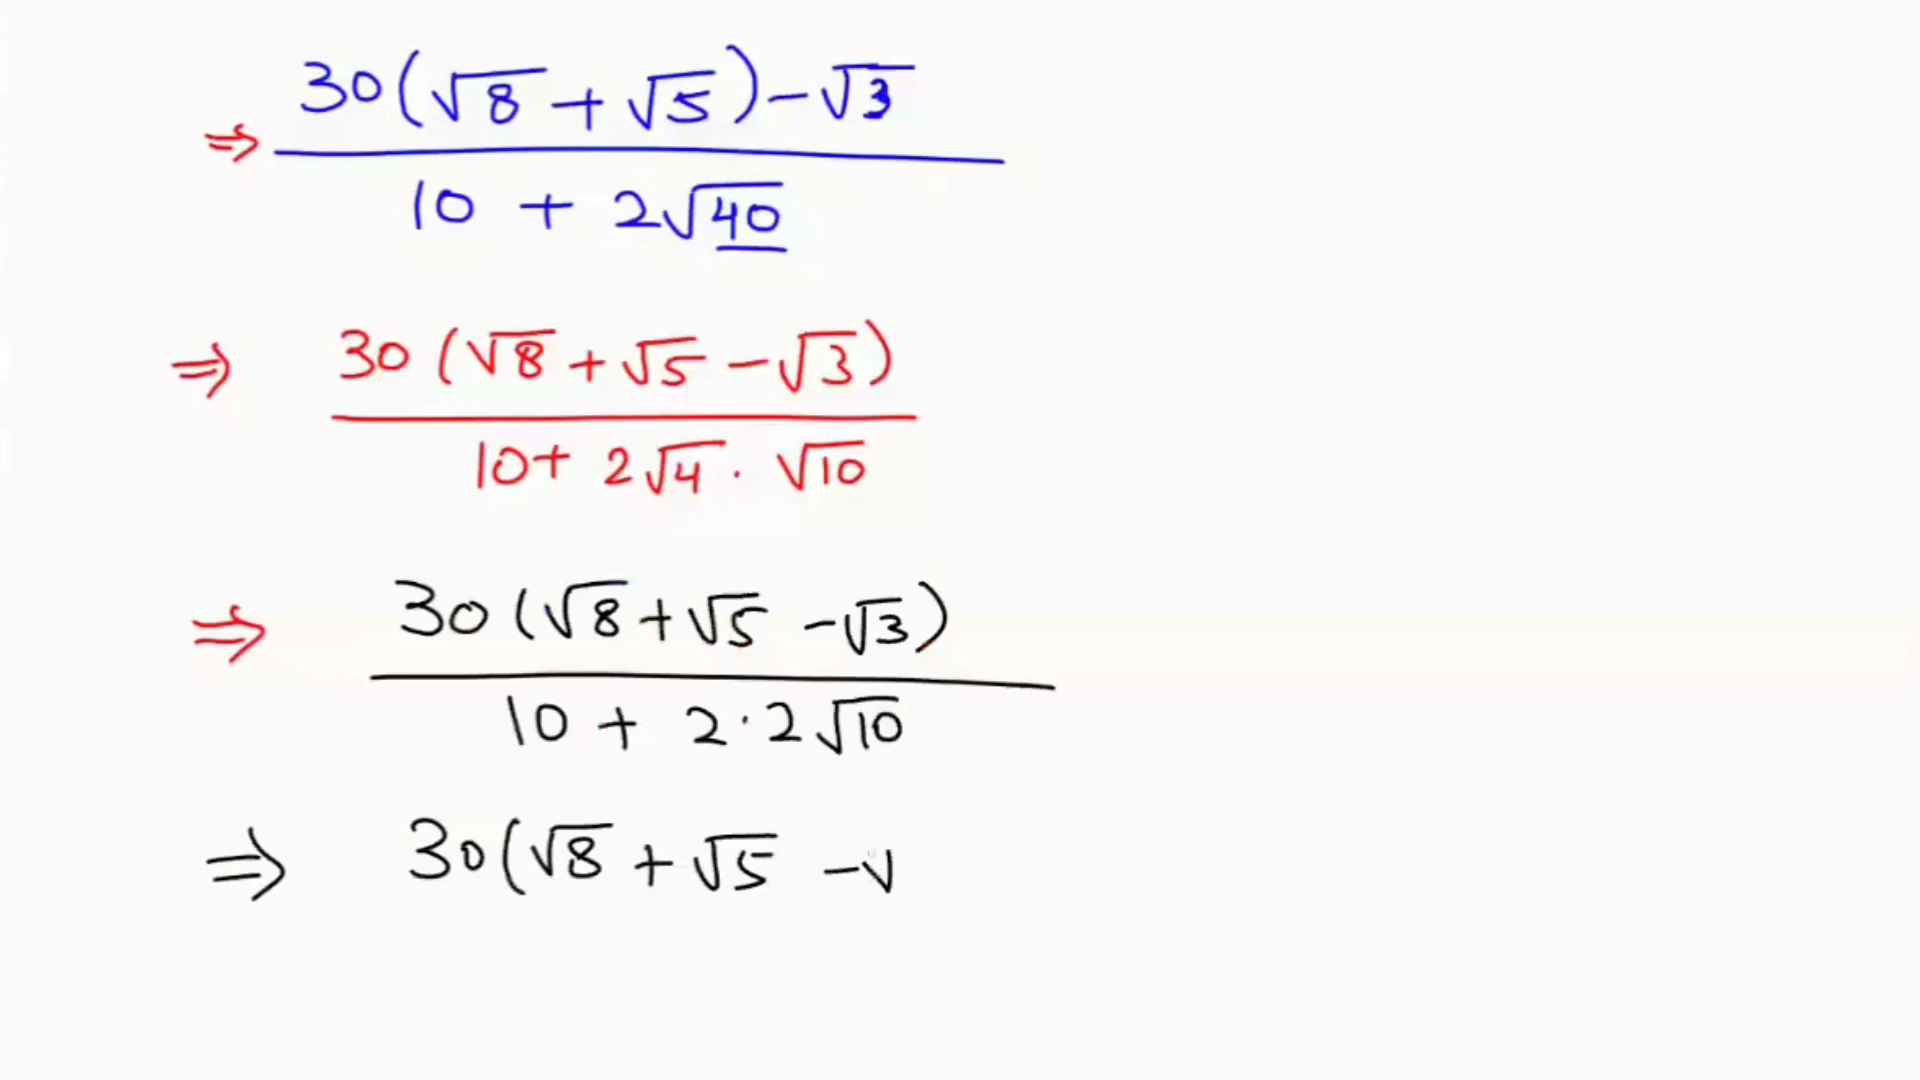 ⇒ 30(√8 + √5) - √3
10 + 2√40
⇒ 30(√8 + √5 - √3)
10 + 2√4 · √10
⇒ 30(√8 + √5 - √3)
10 + 2 · 2√10
⇒ 30(√8 + √5 - √